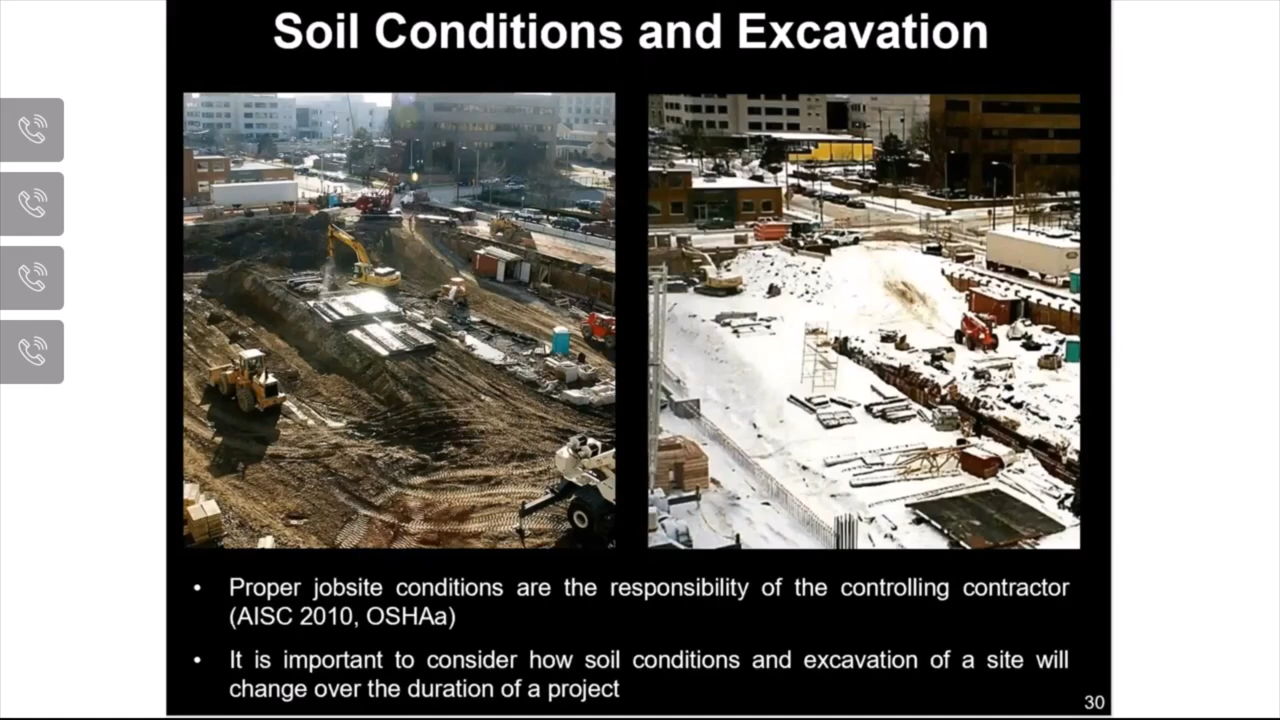 Soil Conditions and Excavation
• Proper jobsite conditions are the responsibility of the controlling contractor
(AISC 2010, OSHAa)
• It is important to consider how soil conditions and excavation of a site will
change over the duration of a project
30